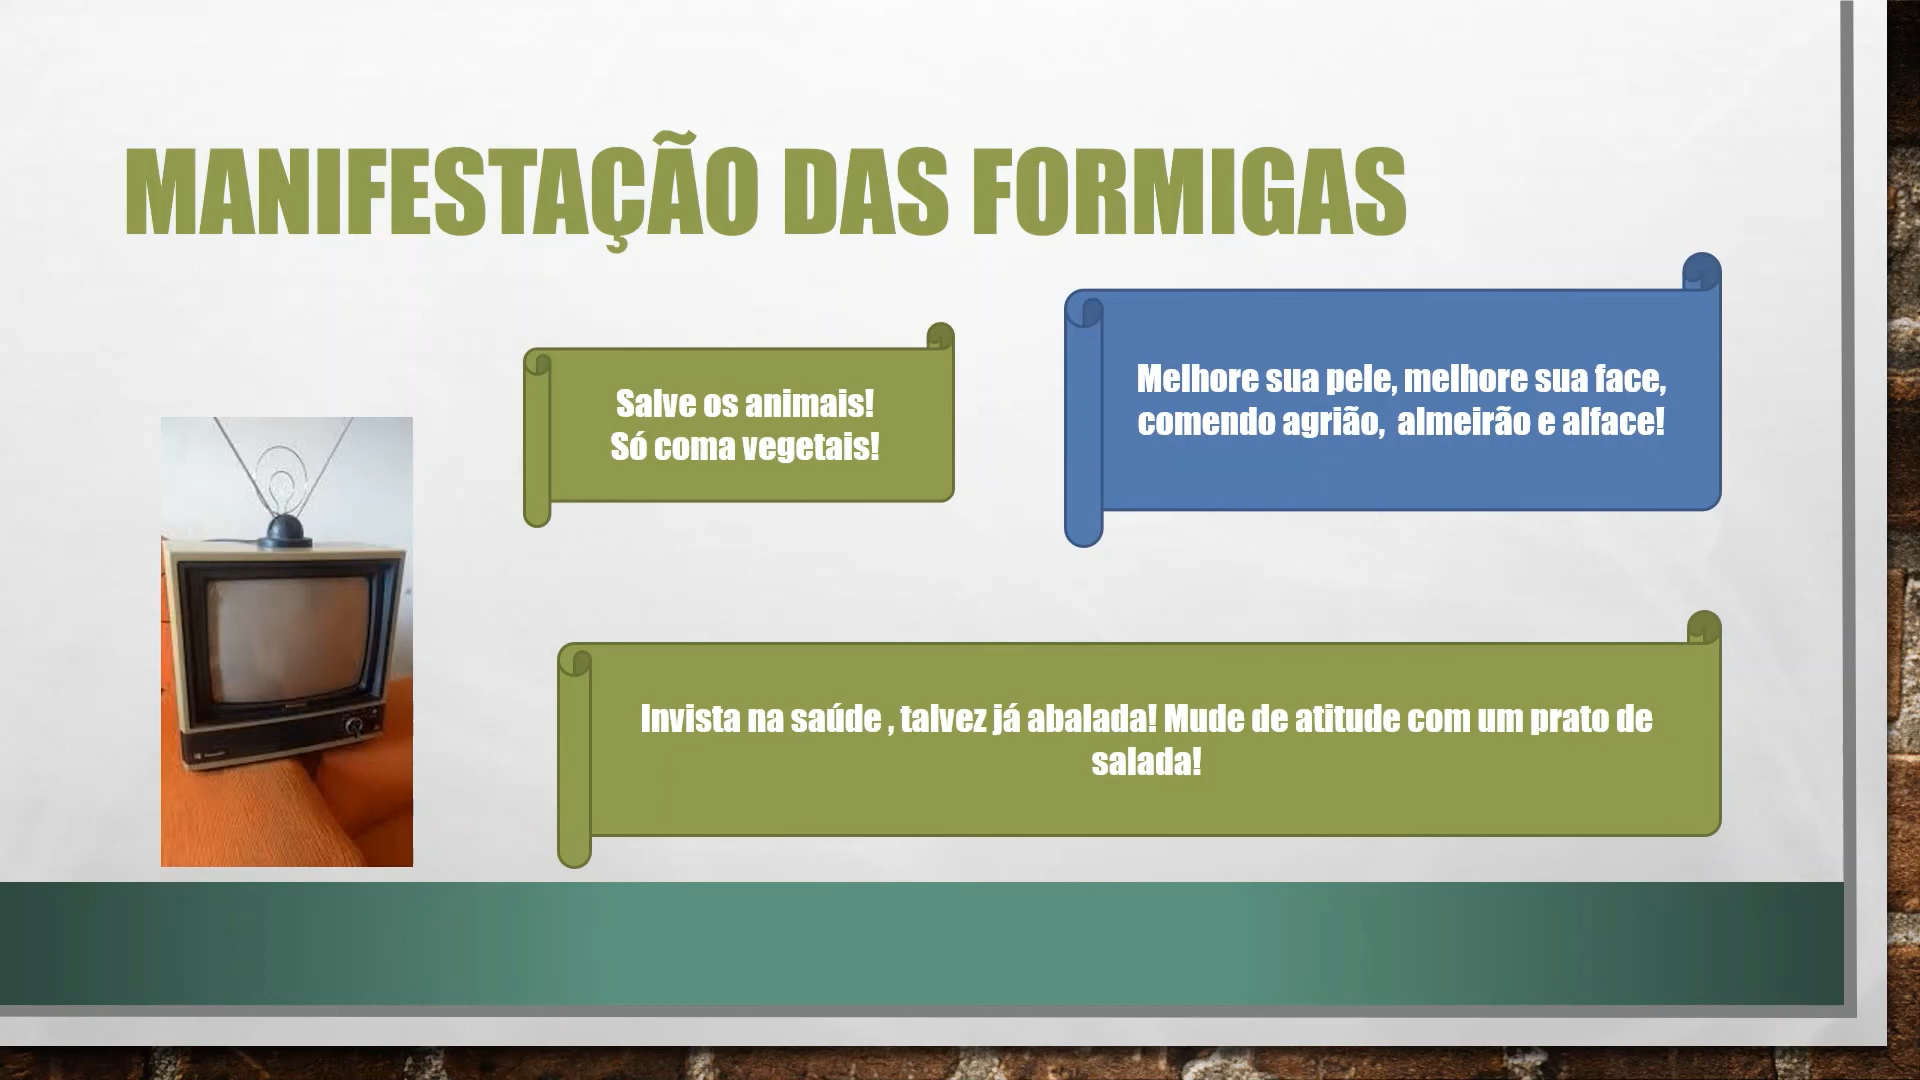 MANIFESTAÇÃO DAS FORMIGAS
Salve os animais!
Só coma vegetais!
Melhore sua pele, melhore sua face,
comendo agrião, almeirão e alface!
Invista na saúde , talvez já abalada! Mude de atitude com um prato de
salada!